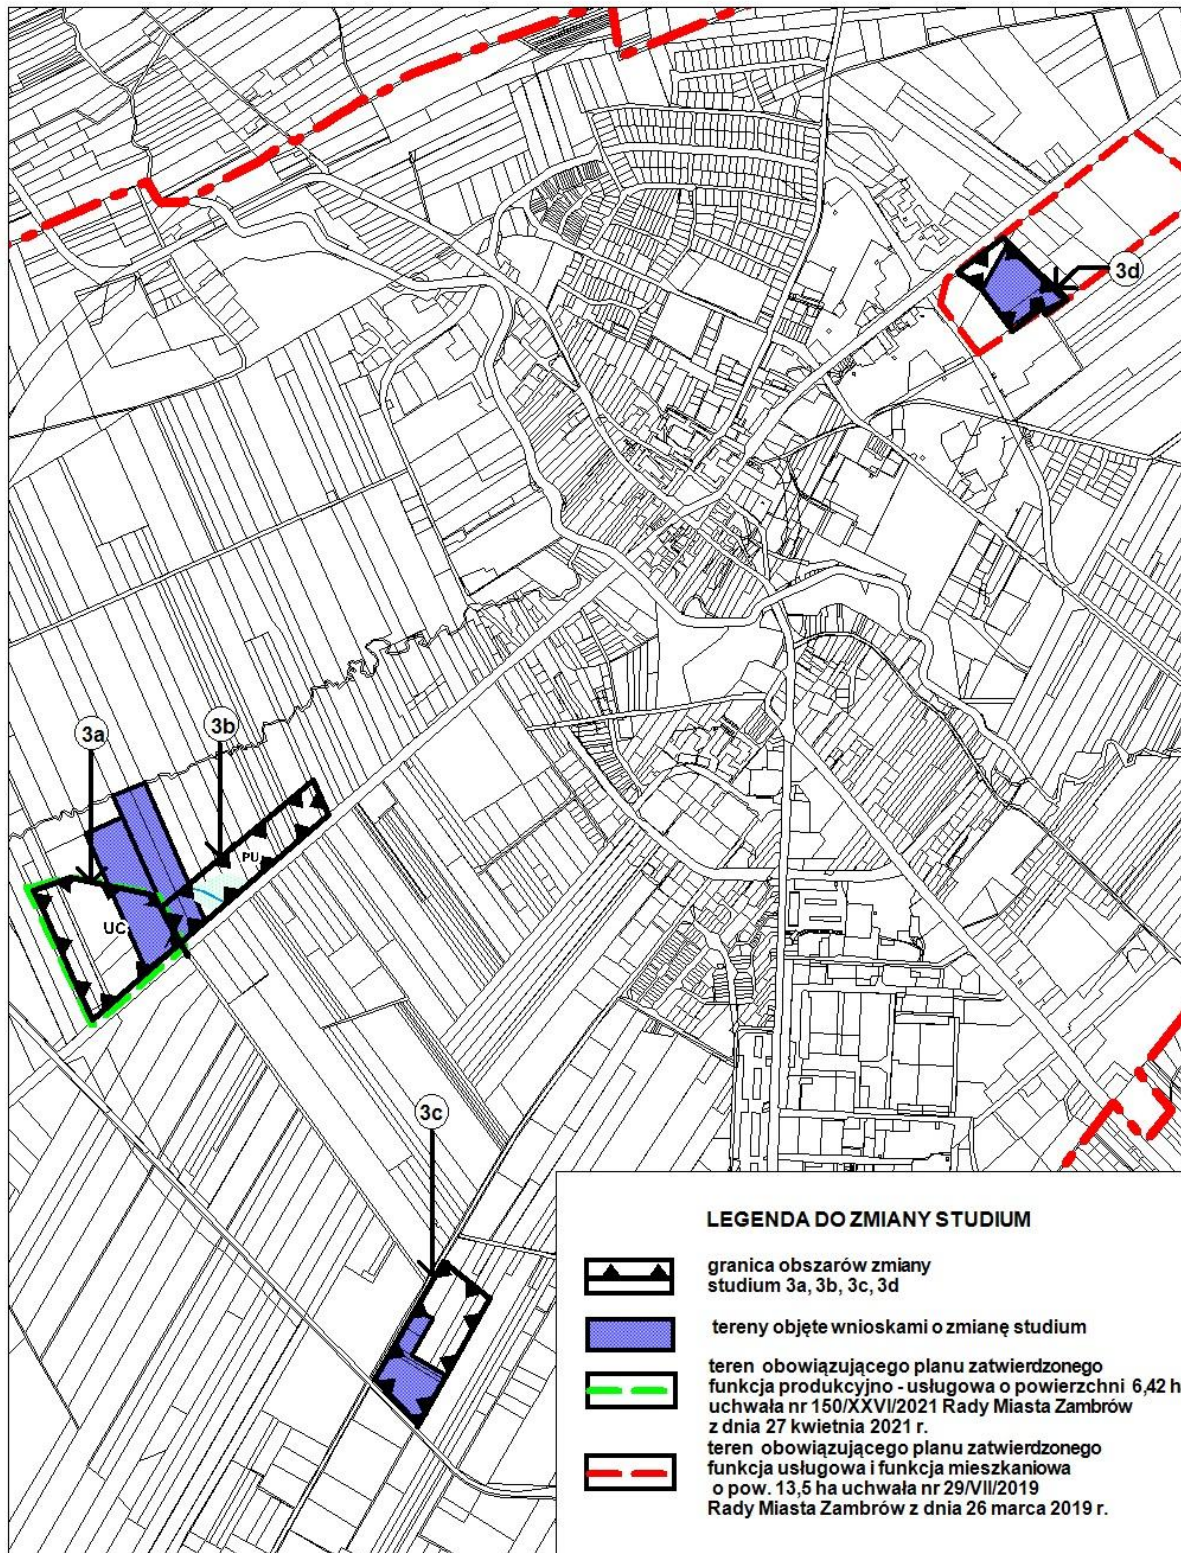 3d
3a
3b
PU
UC
3c
LEGENDA DO ZMIANY STUDIUM
granica obszarów zmiany
studium 3a, 3b, 3c, 3d
tereny objęte wnioskami o zmianę studium
teren obowiązującego planu zatwierdzonego
funkcja produkcyjno - usługowa o powierzchni 6,42 h
uchwała nr 150/XXVI/2021 Rady Miasta Zambrów
z dnia 27 kwietnia 2021 r.
teren obowiązującego planu zatwierdzonego
funkcja usługowa i funkcja mieszkaniowa
o pow. 13,5 ha uchwała nr 29/VII/2019
Rady Miasta Zambrów z dnia 26 marca 2019 r.